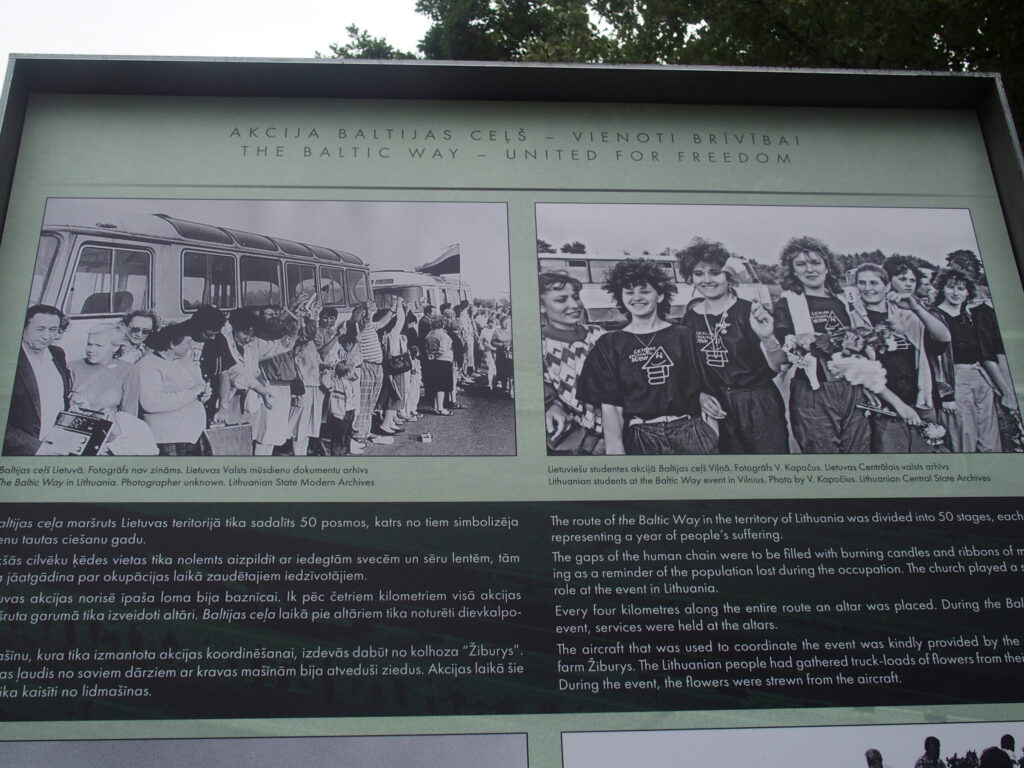 AKCIJA BALTIJAS CEĻŠ – VIENOTI BRĪVĪBAI
THE BALTIC WAY – UNITED FOR FREEDOM
Baltijas ceļš Lietuvā. Fotogrāfs nav zināms. Lietuvas Valsts mūsdienu dokumentu arhīvs
The Baltic Way in Lithuania. Photographer unknown. Lithuanian State Modern Archives
Lietuviešu studentes akcijā Baltijas ceļš Viļņā. Fotogrāfs V. Kapočius. Lietuvas Centrālais valsts arhīvs
Lithuanian students at the Baltic Way event in Vilnius. Photo by V. Kapočius. Lithuanian Central State Archives
altijas ceļa maršruts Lietuvas teritorijā tika sadalīts 50 posmos, katrs no tiem simbolizēja
enu tautas ciešanu gadu.
kšās cilvēku ķēdes vietas tika nolemts aizpildīt ar iedegtām svecēm un sēru lentēm, tām
jāatgādina par okupācijas laikā zaudētajiem iedzīvotājiem.
uvas akcijas norisē īpaša loma bija baznīcai. Ik pēc četriem kilometriem visā akcijas
šruta garumā tika izveidoti altāri. Baltijas ceļa laikā pie altāriem tika noturēti dievkalpo-
ašīnu, kura tika izmantota akcijas koordinēšanai, izdevās dabūt no kolhoza "Žiburys".
as ļaudis no saviem dārziem ar kravas mašīnām bija atveduši ziedus. Akcijas laikā šie
ika kaisīti no lidmašīnas.
The route of the Baltic Way in the territory of Lithuania was divided into 50 stages, each
representing a year of people's suffering.
The gaps of the human chain were to be filled with burning candles and ribbons of m
ing as a reminder of the population lost during the occupation. The church played a s
role at the event in Lithuania.
Every four kilometres along the entire route an altar was placed. During the Bal
event, services were held at the altars.
The aircraft that was used to coordinate the event was kindly provided by the
farm Žiburys. The Lithuanian people had gathered truck-loads of flowers from their
During the event, the flowers were strewn from the aircraft.